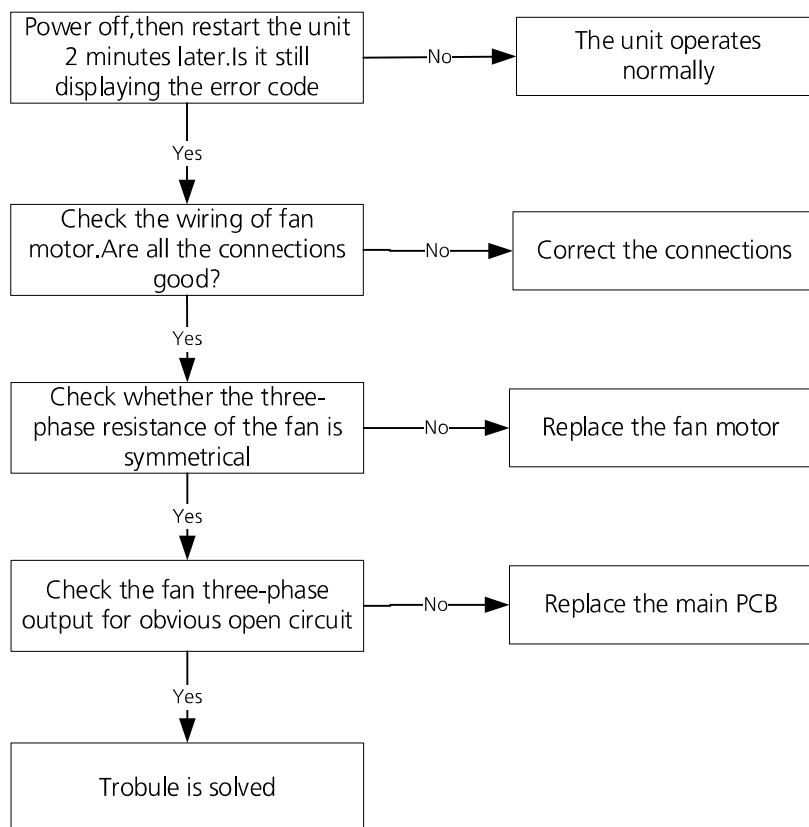 Power off,then restart the unit
2 minutes later.Is it still
displaying the error code
No
The unit operates
normally
Yes
Check the wiring of fan
motor.Are all the connections
good?
No
Correct the connections
Yes
Check whether the three-
phase resistance of the fan is
symmetrical
No
Replace the fan motor
Yes
Check the fan three-phase
output for obvious open circuit
No
Replace the main PCB
Yes
Trobule is solved